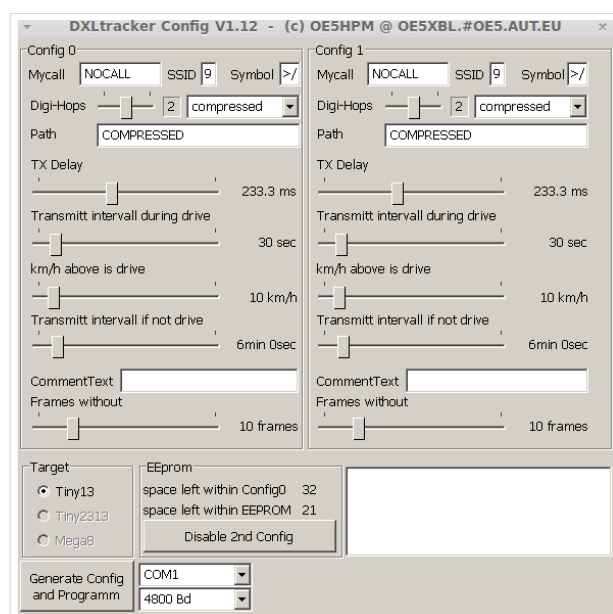 DXLtracker Config V1.12 - (c) OE5HPM @ OE5XBL.#OE5.AUT.EU
Config 0
Mycall NOCALL SSID 9 Symbol >/
Digi-Hops 2 compressed
Path COMPRESSED
TX Delay
233.3 ms
Transmitt intervall during drive
30 sec
km/h above is drive
10 km/h
Transmitt intervall if not drive
6min 0sec
CommentText
Frames without
10 frames
Config 1
Mycall NOCALL SSID 9 Symbol >/
Digi-Hops 2 compressed
Path COMPRESSED
TX Delay
233.3 ms
Transmitt intervall during drive
30 sec
km/h above is drive
10 km/h
Transmitt intervall if not drive
6min 0sec
CommentText
Frames without
10 frames
Target
Tiny13
Tiny2313
Mega8
EEprom
space left within Config0 32
space left within EEPROM 21
Disable 2nd Config
Generate Config
and Programm
COM1
4800 Bd